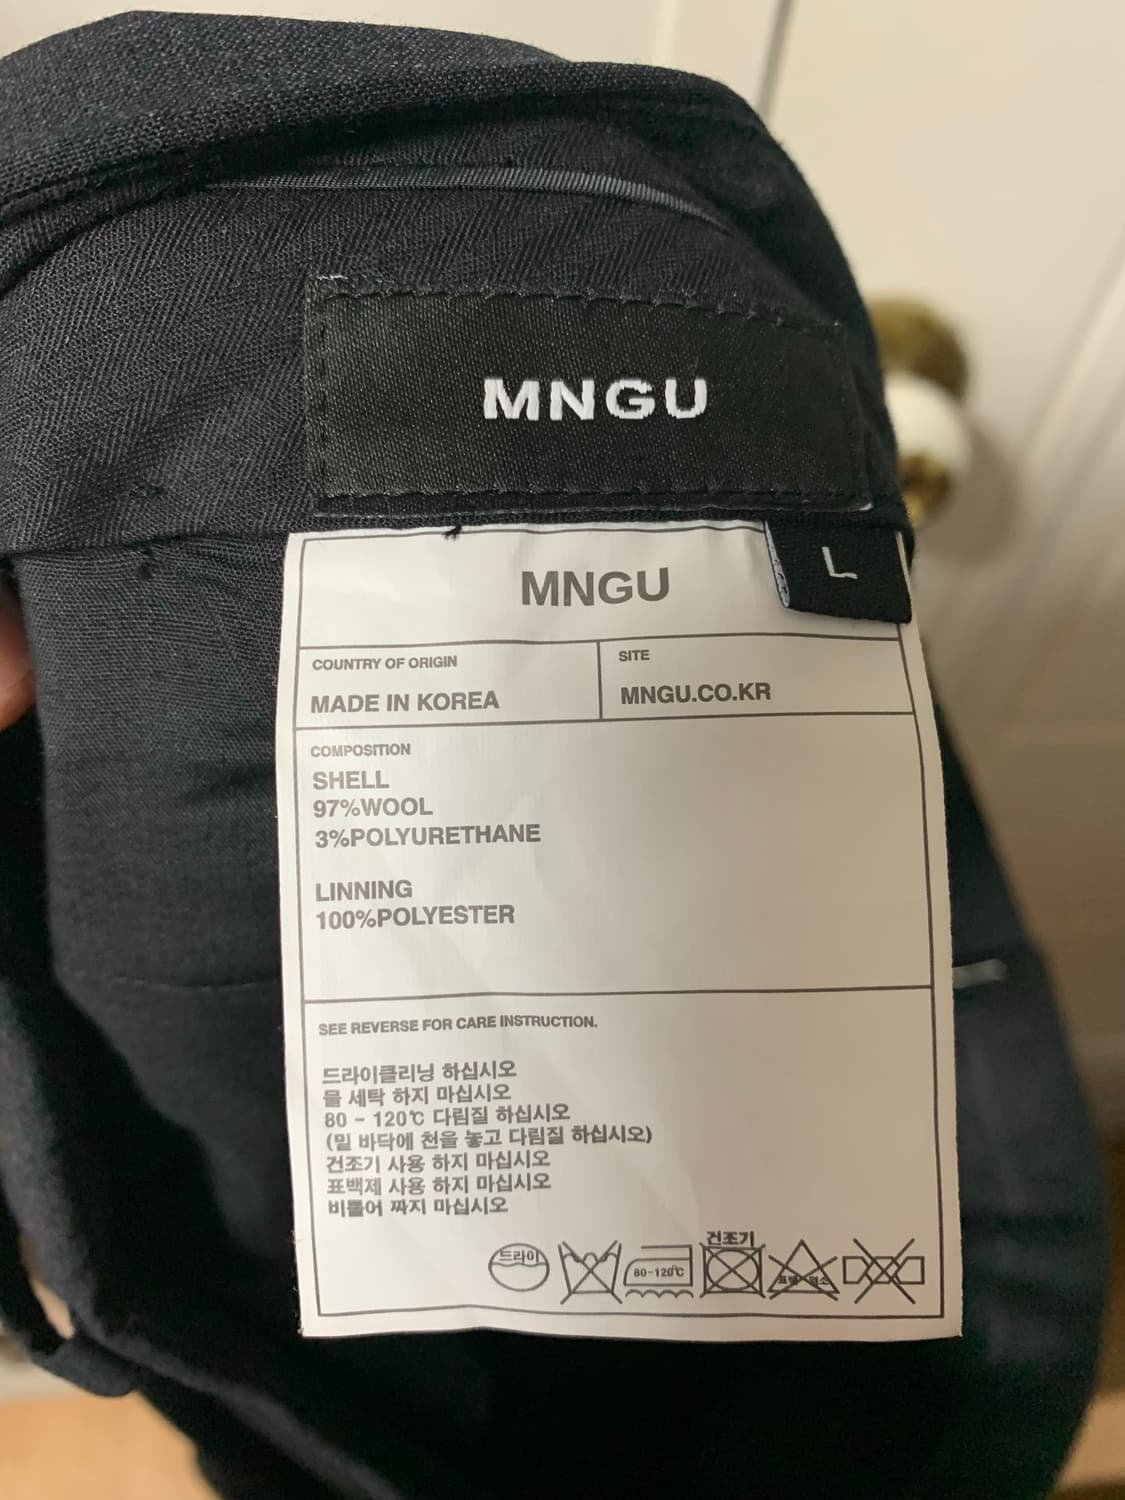 MNGU
L
MNGU
COUNTRY OF ORIGIN
MADE IN KOREA
SITE
MNGU.CO.KR
COMPOSITION
SHELL
97%WOOL
3%POLYURETHANE
LINNING
100%POLYESTER
SEE REVERSE FOR CARE INSTRUCTION.
드라이클리닝 하십시오
물 세탁 하지 마십시오
80 - 120℃ 다림질 하십시오
(밑 바닥에 천을 놓고 다림질 하십시오)
건조기 사용 하지 마십시오
표백제 사용 하지 마십시오
비틀어 짜지 마십시오
드라이
80-120℃
건조기